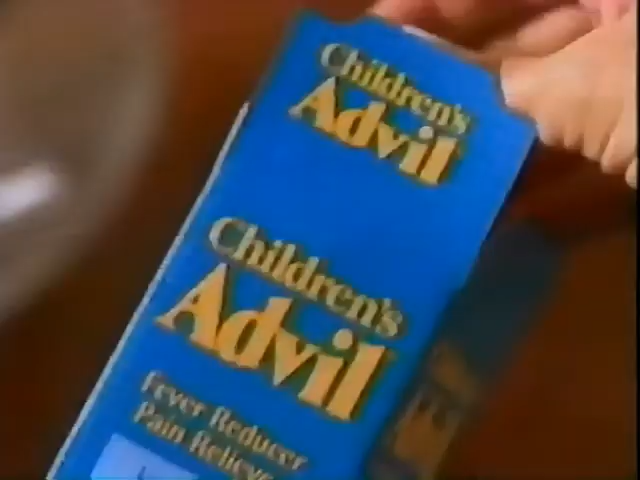 Children's
Advil
Children's
Advil
Fever Reducer
Pain Reliever